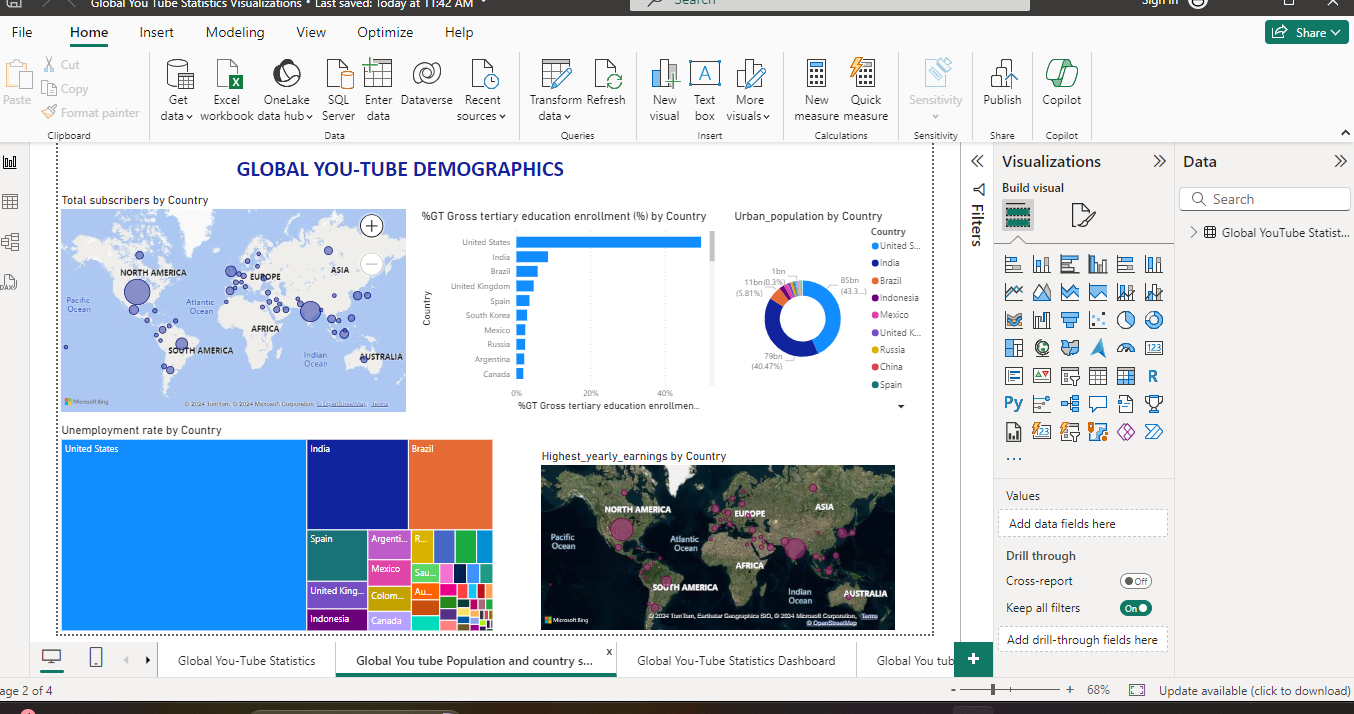 Global You Tube Statistics Visualizations • Last saved: Today at 11:42 AM
Search
Sign in
File Home Insert Modeling View Optimize Help
Share
Paste
Cut
Copy
Format painter
Clipboard
Get data
Excel workbook
OneLake data hub
SQL Server
Enter data
Dataverse
Recent sources
Data
Transform data
Refresh
Queries
New visual
Text box
More visuals
Insert
New measure
Quick measure
Calculations
Sensitivity
Sensitivity
Publish
Share
Copilot
Copilot
GLOBAL YOU-TUBE DEMOGRAPHICS
Total subscribers by Country
NORTH AMERICA
EUROPE
ASIA
Pacific Ocean
Atlantic Ocean
AFRICA
SOUTH AMERICA
Indian Ocean
AUSTRALIA
Microsoft Bing
© 2024 TomTom, © 2024 Microsoft Corporation, © OpenStreetMap Terms
%GT Gross tertiary education enrollment (%) by Country
Country
United States
India
Brazil
United Kingdom
Spain
South Korea
Mexico
Russia
Argentina
Canada
0% 20% 40%
%GT Gross tertiary education enrollmen...
Urban_population by Country
1bn (0.3%)
11bn (5.81%)
85bn (43.3...)
79bn (40.47%)
Country
United S...
India
Brazil
Indonesia
Mexico
United K...
Russia
China
Spain
Unemployment rate by Country
United States
India
Brazil
Spain
United King...
Indonesia
Argenti...
Mexico
Colom...
Canada
R...
Sau...
Au...
Highest_yearly_earnings by Country
NORTH AMERICA
EUROPE
ASIA
Pacific Ocean
Atlantic Ocean
AFRICA
SOUTH AMERICA
Indian Ocean
AUSTRALIA
Microsoft Bing
© 2024 TomTom, Earthstar Geographics SIO, © 2024 Microsoft Corporation, Terms
© OpenStreetMap
Filters
Visualizations
Build visual
Values
Add data fields here
Drill through
Cross-report
Off
Keep all filters
On
Add drill-through fields here
Data
Search
Global YouTube Statist...
Global You-Tube Statistics
Global You tube Population and country s...
x
Global You-Tube Statistics Dashboard
Global You tub
+
age 2 of 4
- + 68%
Update available (click to download)